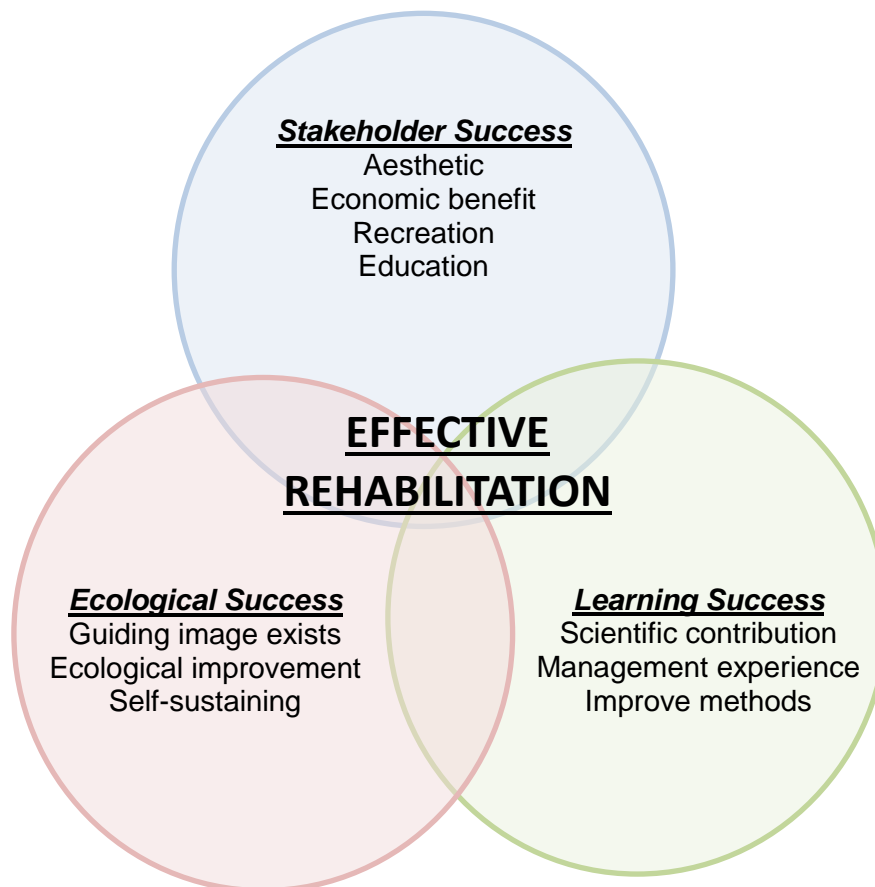 Stakeholder Success
Aesthetic
Economic benefit
Recreation
Education
EFFECTIVE
REHABILITATION
Ecological Success
Guiding image exists
Ecological improvement
Self-sustaining
Learning Success
Scientific contribution
Management experience
Improve methods